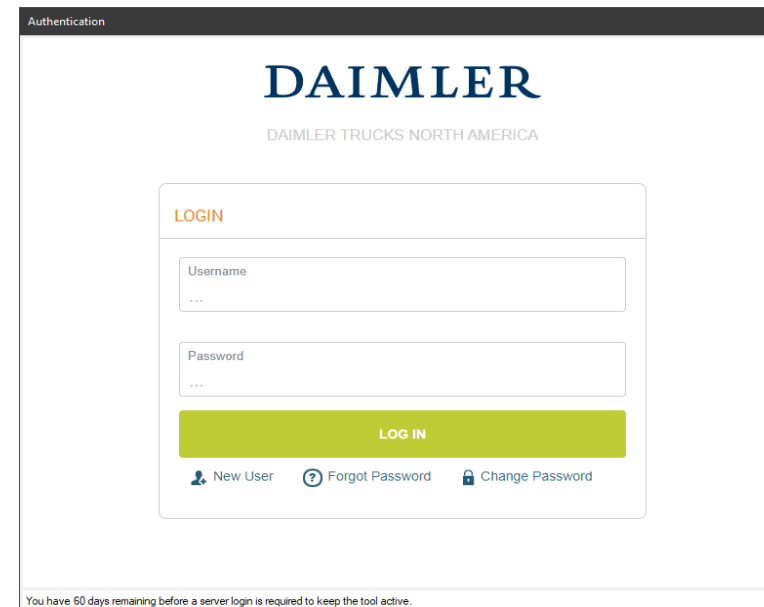 Authentication
DAIMLER
DAIMLER TRUCKS NORTH AMERICA
LOGIN
Username
...
Password
...
LOG IN
New User ? Forgot Password Change Password
You have 60 days remaining before a server login is required to keep the tool active.